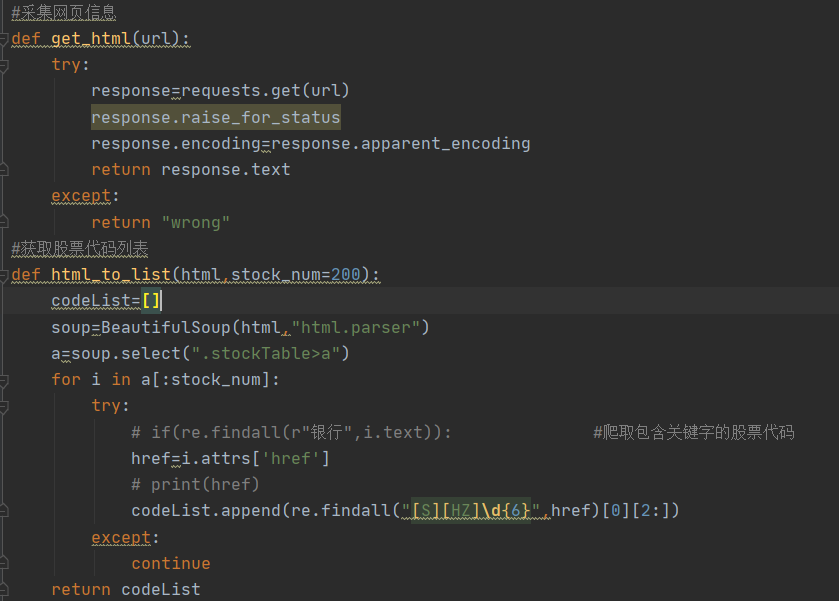 #采集网页信息
def get_html(url):
    try:
        response=requests.get(url)
        response.raise_for_status
        response.encoding=response.apparent_encoding
        return response.text
    except:
        return "wrong"
#获取股票代码列表
def html_to_list(html,stock_num=200):
    codeList=[]
    soup=BeautifulSoup(html,"html.parser")
    a=soup.select(".stockTable>a")
    for i in a[:stock_num]:
        try:
            # if(re.findall(r"银行",i.text)):              #爬取包含关键字的股票代码
            href=i.attrs['href']
            # print(href)
            codeList.append(re.findall("[S][HZ]\d{6}",href)[0][2:])
        except:
            continue
    return codeList